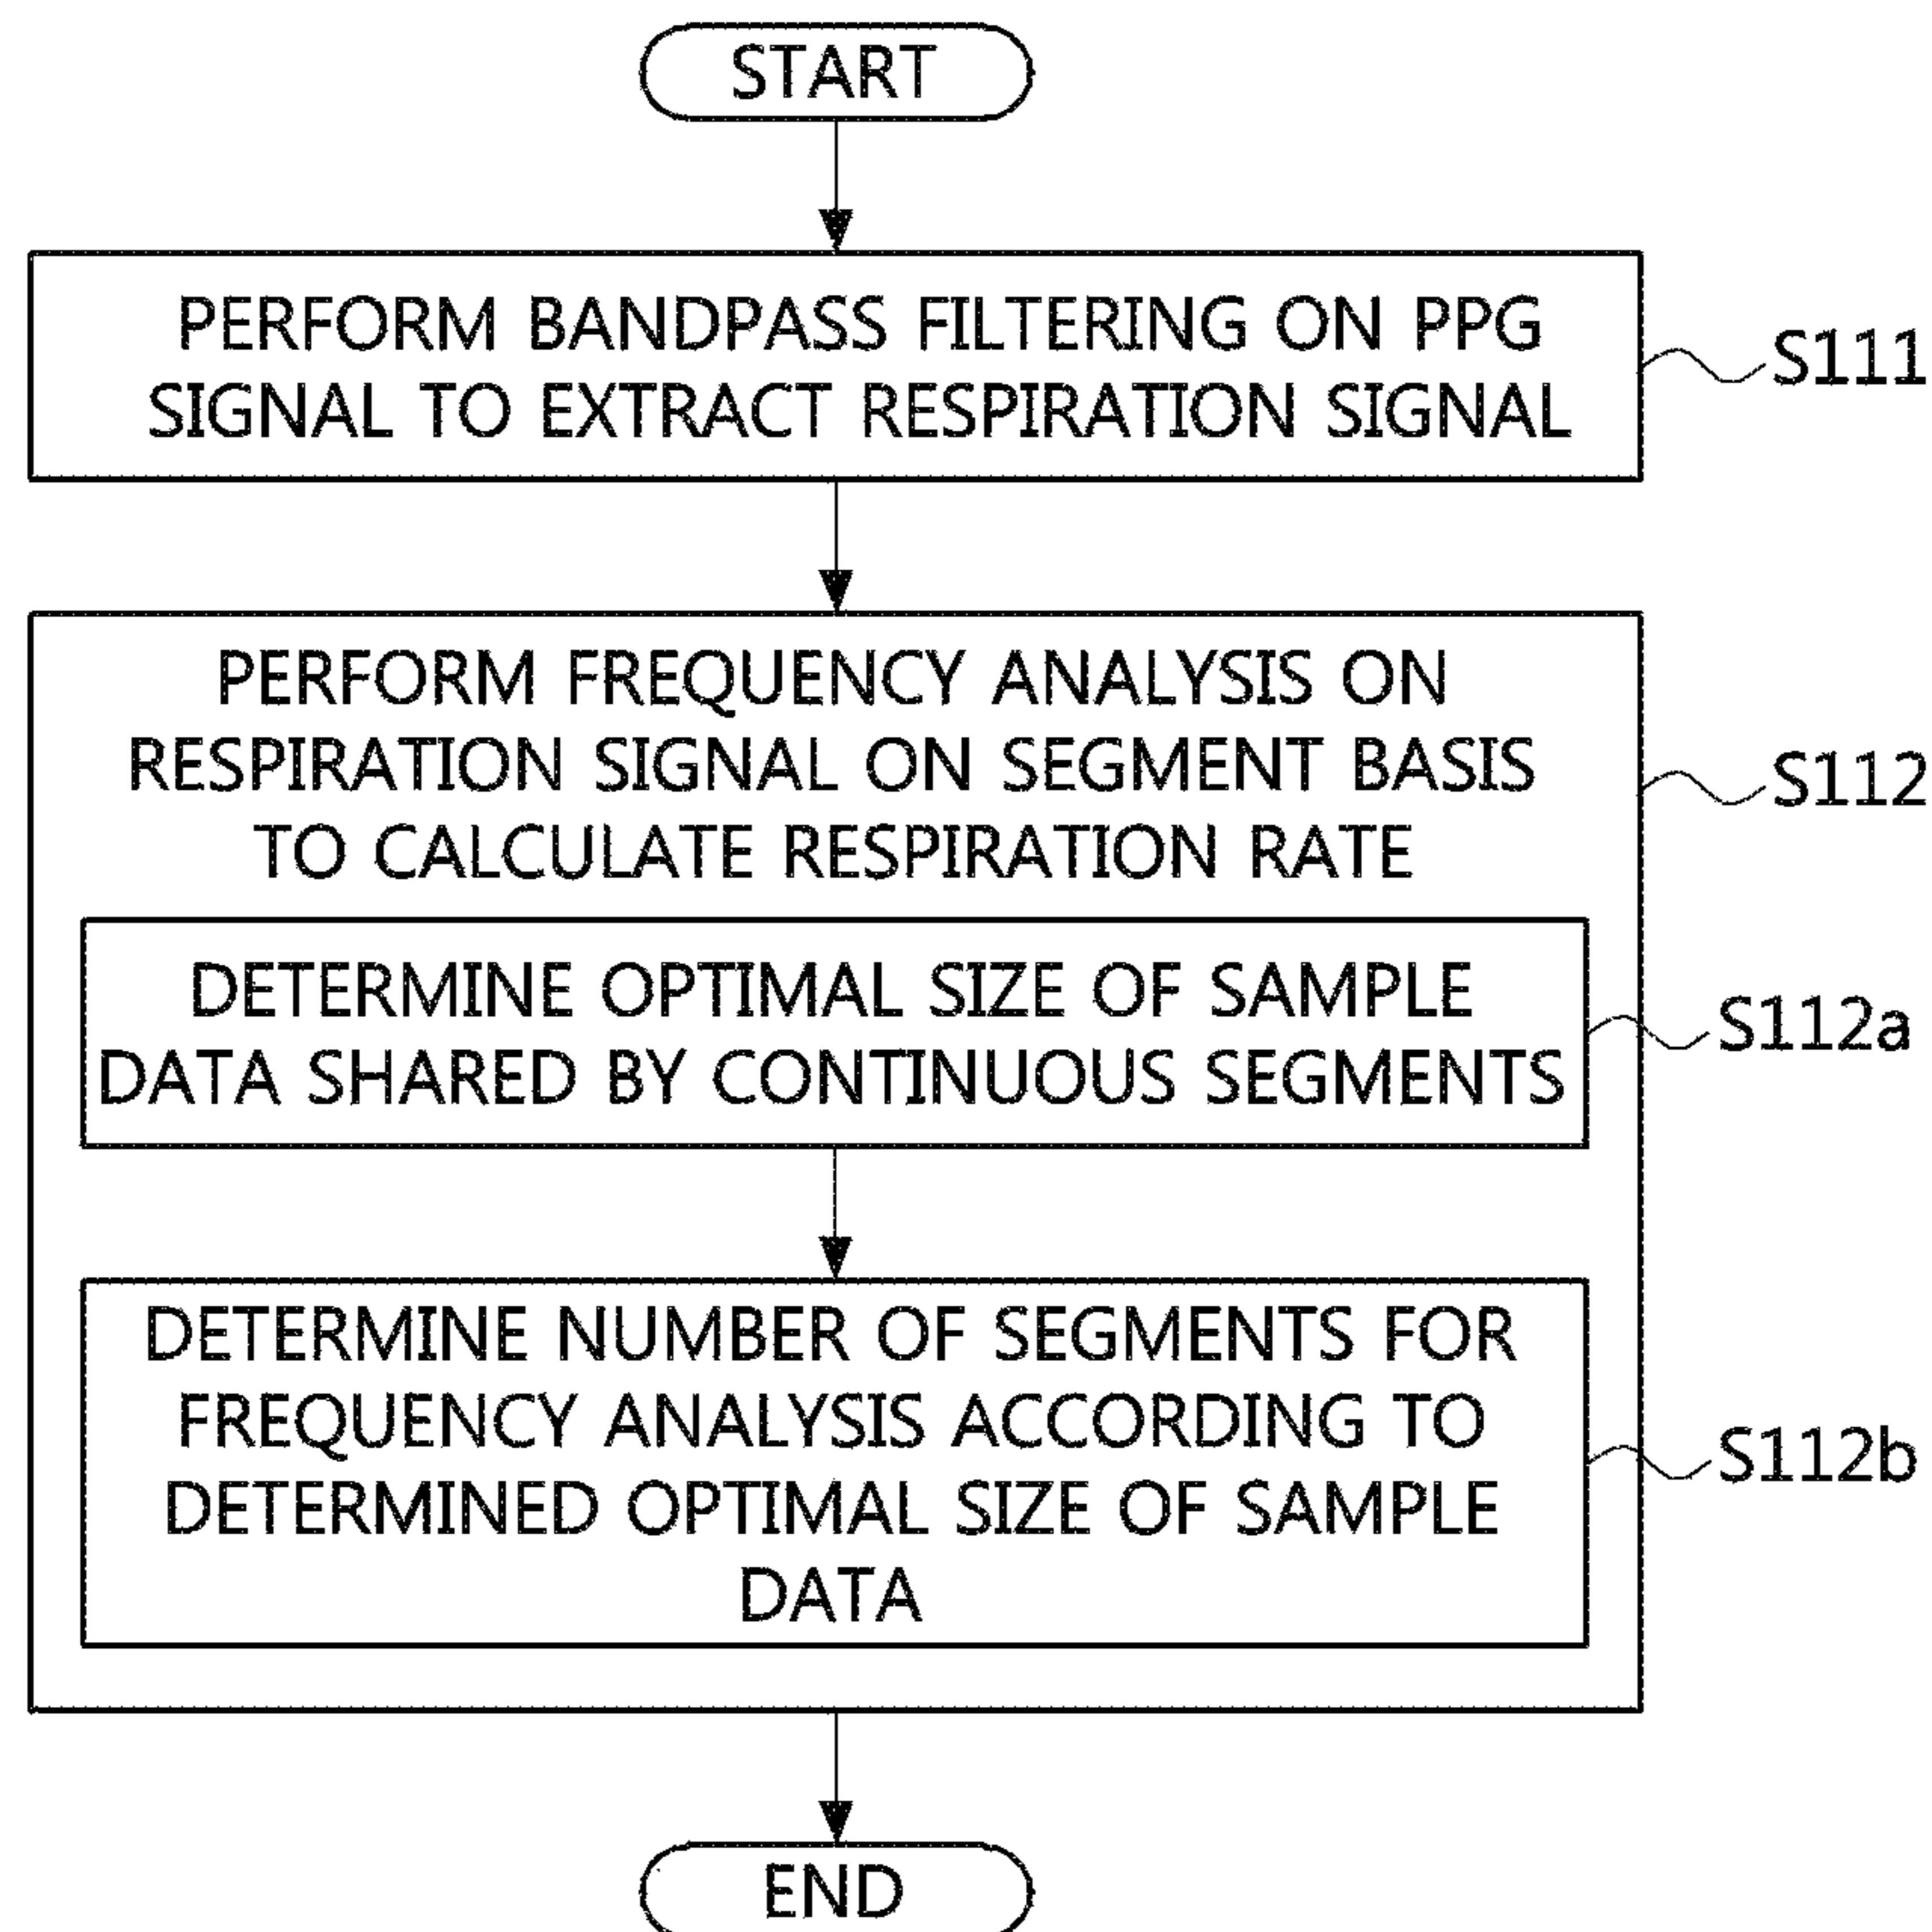 START
PERFORM BANDPASS FILTERING ON PPG
SIGNAL TO EXTRACT RESPIRATION SIGNAL
S111
PERFORM FREQUENCY ANALYSIS ON
RESPIRATION SIGNAL ON SEGMENT BASIS
TO CALCULATE RESPIRATION RATE
S112
DETERMINE OPTIMAL SIZE OF SAMPLE
DATA SHARED BY CONTINUOUS SEGMENTS
S112a
DETERMINE NUMBER OF SEGMENTS FOR
FREQUENCY ANALYSIS ACCORDING TO
DETERMINED OPTIMAL SIZE OF SAMPLE
DATA
S112b
END